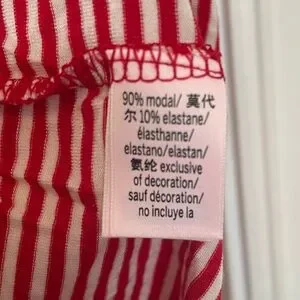 90% modal/ 莫代
尔 10% elastane/
élasthanne/
elastano/elastan/
氨纶 exclusive
of decoration/
sauf décoration/
no incluye la